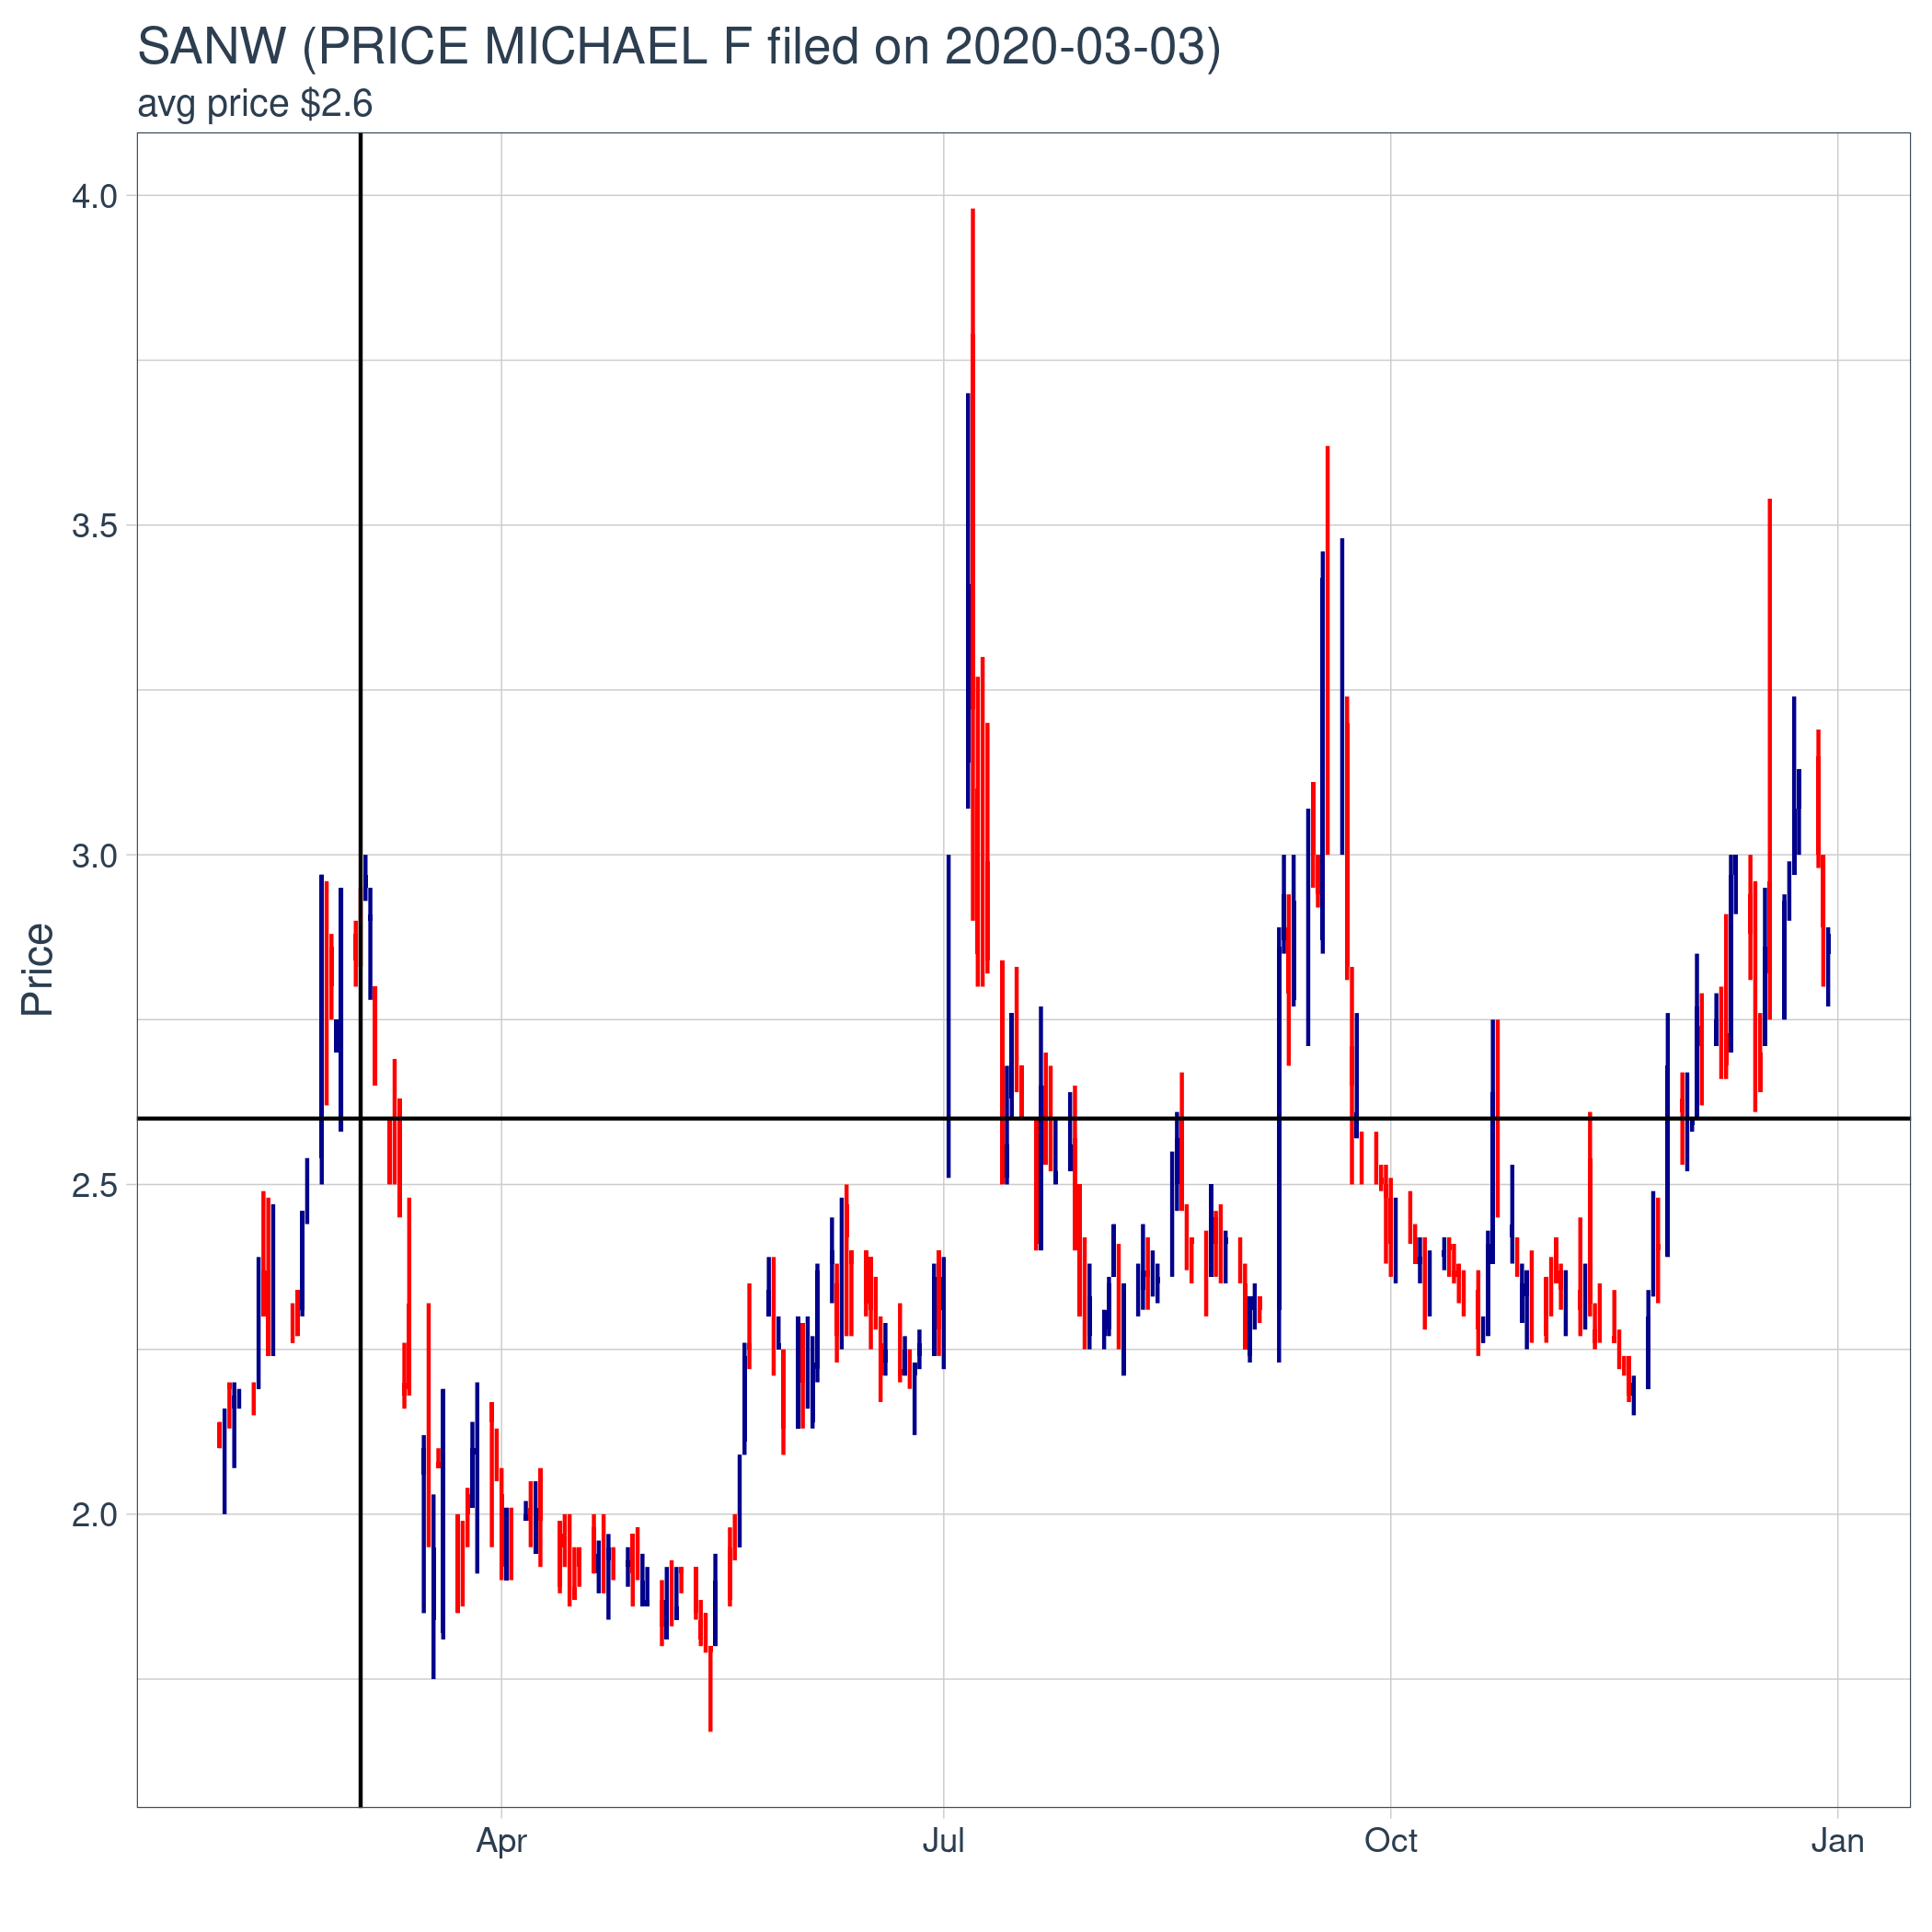 SANW (PRICE MICHAEL F filed on 2020-03-03)
avg price $2.6
4.0
3.5
3.0
2.5
2.0
Price
Apr
Jul
Oct
Jan